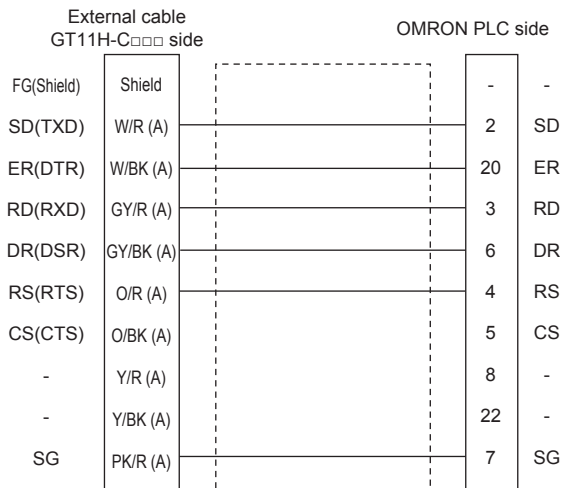 External cable
GT11H-C□□□ side
OMRON PLC side
FG(Shield) Shield - -
SD(TXD) W/R (A) 2 SD
ER(DTR) W/BK (A) 20 ER
RD(RXD) GY/R (A) 3 RD
DR(DSR) GY/BK (A) 6 DR
RS(RTS) O/R (A) 4 RS
CS(CTS) O/BK (A) 5 CS
- Y/R (A) 8 -
- Y/BK (A) 22 -
SG PK/R (A) 7 SG